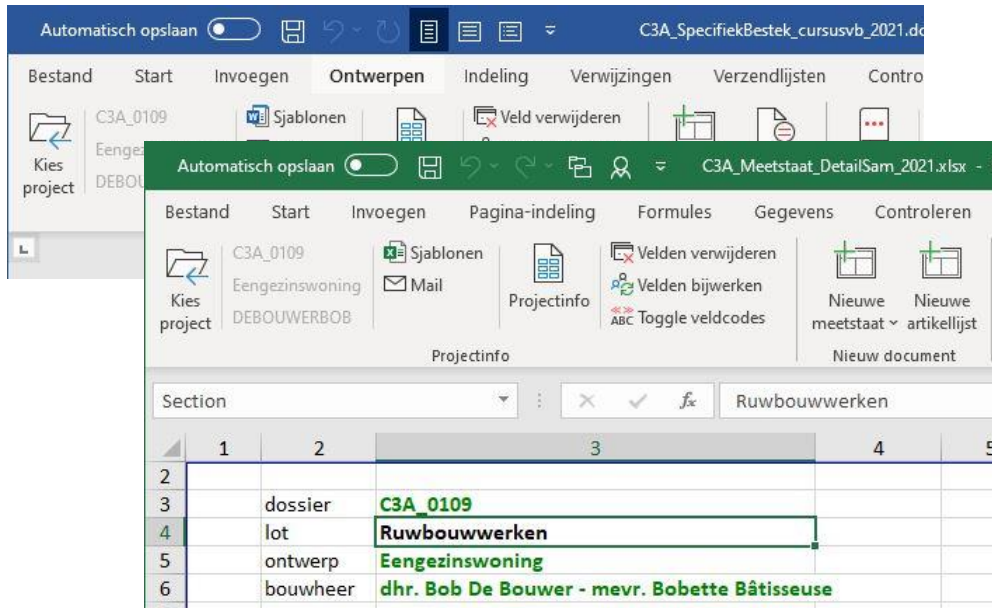 Automatisch opslaan C3A_SpecifiekBestek_cursusvb_2021.do
Bestand Start Invoegen Ontwerpen Indeling Verwijzingen Verzendlijsten Contro
C3A_0109 Sjablonen Veld verwijderen
Kies project
Automatisch opslaan C3A_Meetstaat_DetailSam_2021.xlsx -
Bestand Start Invoegen Pagina-indeling Formules Gegevens Controleren
Kies project
C3A_0109
Eengezinswoning
DEBOUWERBOB
Sjablonen
Mail
Projectinfo
Velden verwijderen
Velden bijwerken
ABC Toggle veldcodes
Nieuwe meetstaat
Nieuwe artikellijst
Projectinfo Nieuw document
Section fx Ruwbouwwerken
1 2 3 4 5
2
3 dossier C3A_0109
4 lot Ruwbouwwerken
5 ontwerp Eengezinswoning
6 bouwheer dhr. Bob De Bouwer - mevr. Bobette Bâtisseuse